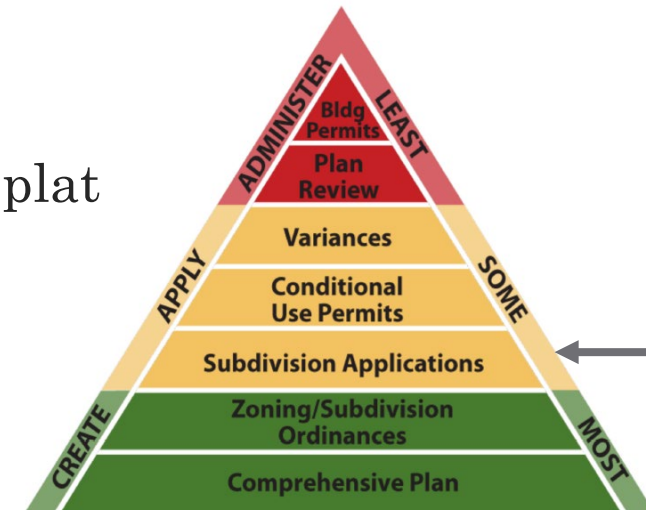 plat
ADMINISTER
LEAST
Bldg
Permits
Plan
Review
APPLY
SOME
Variances
Conditional
Use Permits
Subdivision Applications
CREATE
MOST
Zoning/Subdivision
Ordinances
Comprehensive Plan